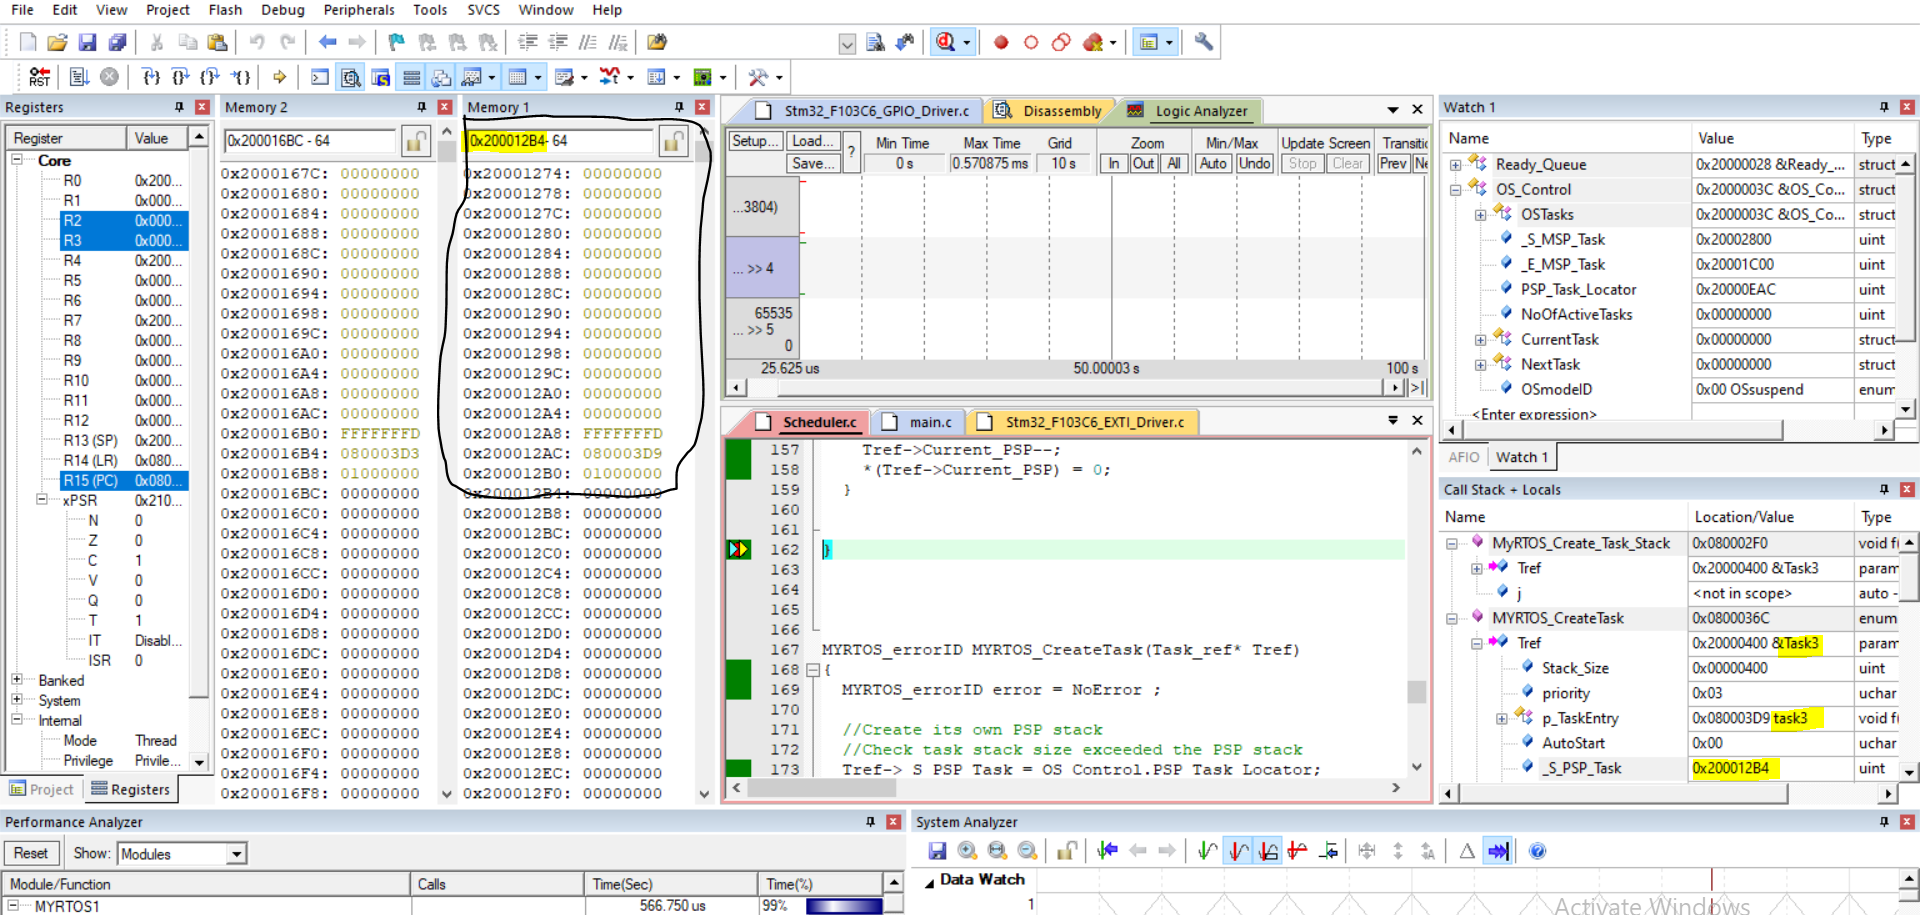 File Edit View Project Flash Debug Peripherals Tools SVCS Window Help
RST
Registers
Register Value
Core
R0 0x200...
R1 0x000...
R2 0x000...
R3 0x000...
R4 0x200...
R5 0x000...
R6 0x000...
R7 0x200...
R8 0x000...
R9 0x000...
R10 0x000...
R11 0x000...
R12 0x000...
R13 (SP) 0x200...
R14 (LR) 0x080...
R15 (PC) 0x080...
xPSR 0x210...
N 0
Z 0
C 1
V 0
Q 0
T 1
IT Disabl...
ISR 0
Banked
System
Internal
Mode Thread
Privilege Privile...
Project Registers
Memory 2
0x200016BC - 64
0x2000167C: 00000000
0x20001680: 00000000
0x20001684: 00000000
0x20001688: 00000000
0x2000168C: 00000000
0x20001690: 00000000
0x20001694: 00000000
0x20001698: 00000000
0x2000169C: 00000000
0x200016A0: 00000000
0x200016A4: 00000000
0x200016A8: 00000000
0x200016AC: 00000000
0x200016B0: FFFFFFFD
0x200016B4: 080003D3
0x200016B8: 01000000
0x200016BC: 00000000
0x200016C0: 00000000
0x200016C4: 00000000
0x200016C8: 00000000
0x200016CC: 00000000
0x200016D0: 00000000
0x200016D4: 00000000
0x200016D8: 00000000
0x200016DC: 00000000
0x200016E0: 00000000
0x200016E4: 00000000
0x200016E8: 00000000
0x200016EC: 00000000
0x200016F0: 00000000
0x200016F4: 00000000
0x200016F8: 00000000
Memory 1
0x200012B4- 64
0x20001274: 00000000
0x20001278: 00000000
0x2000127C: 00000000
0x20001280: 00000000
0x20001284: 00000000
0x20001288: 00000000
0x2000128C: 00000000
0x20001290: 00000000
0x20001294: 00000000
0x20001298: 00000000
0x2000129C: 00000000
0x200012A0: 00000000
0x200012A4: 00000000
0x200012A8: FFFFFFFD
0x200012AC: 080003D9
0x200012B0: 01000000
0x200012B4: 00000000
0x200012B8: 00000000
0x200012BC: 00000000
0x200012C0: 00000000
0x200012C4: 00000000
0x200012C8: 00000000
0x200012CC: 00000000
0x200012D0: 00000000
0x200012D4: 00000000
0x200012D8: 00000000
0x200012DC: 00000000
0x200012E0: 00000000
0x200012E4: 00000000
0x200012E8: 00000000
0x200012EC: 00000000
0x200012F0: 00000000
Stm32_F103C6_GPIO_Driver.c Disassembly Logic Analyzer
Setup... Load... ? Min Time Max Time Grid Zoom Min/Max Update Screen Transitic
Save... 0 s 0.570875 ms 10 s In Out All Auto Undo Stop Clear Prev Ne
...3804)
... >> 4
65535
... >> 5
0
25.625 us 50.00003 s 100 s
Scheduler.c main.c Stm32_F103C6_EXTI_Driver.c
157 Tref->Current_PSP--;
158 *(Tref->Current_PSP) = 0;
159 }
160
161
162 }
163
164
165
166
167 MYRTOS_errorID MYRTOS_CreateTask(Task_ref* Tref)
168 {
169 MYRTOS_errorID error = NoError ;
170
171 //Create its own PSP stack
172 //Check task stack size exceeded the PSP stack
173 Tref->_S_PSP_Task = OS_Control.PSP_Task_Locator;
Watch 1
Name Value Type
Ready_Queue 0x20000028 &Ready_... struct
OS_Control 0x2000003C &OS_Co... struct
OSTasks 0x2000003C &OS_Co... struct
_S_MSP_Task 0x20002800 uint
_E_MSP_Task 0x20001C00 uint
PSP_Task_Locator 0x20000EAC uint
NoOfActiveTasks 0x00000000 uint
CurrentTask 0x00000000 struct
NextTask 0x00000000 struct
OSmodeID 0x00 OSsuspend enum
<Enter expression>
AFIO Watch 1
Call Stack + Locals
Name Location/Value Type
MyRTOS_Create_Task_Stack 0x080002F0 void f(
Tref 0x20000400 &Task3 param
j <not in scope> auto -
MYRTOS_CreateTask 0x0800036C enum
Tref 0x20000400 &Task3 param
Stack_Size 0x00000400 uint
priority 0x03 uchar
p_TaskEntry 0x080003D9 task3 void f(
AutoStart 0x00 uchar
_S_PSP_Task 0x200012B4 uint
Performance Analyzer
Reset Show: Modules
Module/Function Calls Time(Sec) Time(%)
MYRTOS1 566.750 us 99%
System Analyzer
Data Watch
1
Activate Windows